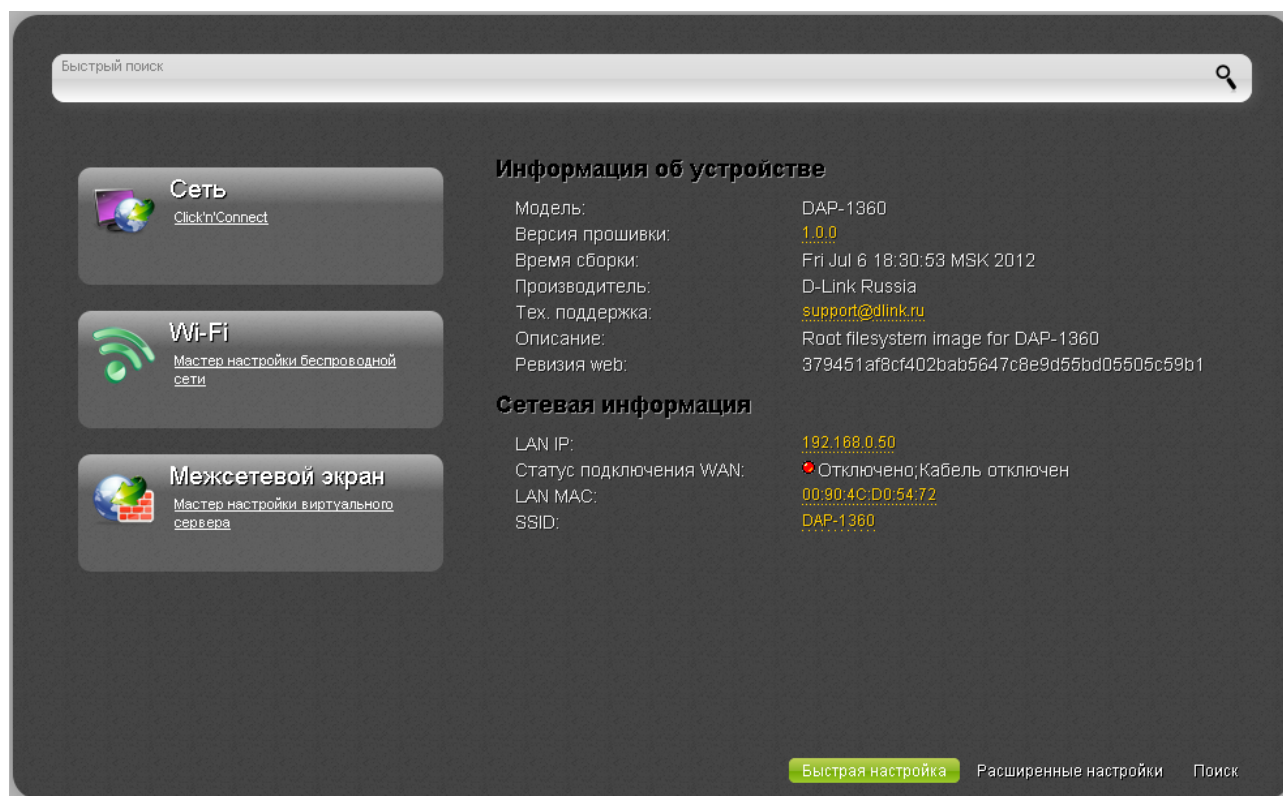 Быстрый поиск
Сеть
Click'n'Connect
Wi-Fi
Мастер настройки беспроводной
сети
Межсетевой экран
Мастер настройки виртуального
сервера
Информация об устройстве
Модель: DAP-1360
Версия прошивки: 1.0.0
Время сборки: Fri Jul 6 18:30:53 MSK 2012
Производитель: D-Link Russia
Тех. поддержка: support@dlink.ru
Описание: Root filesystem image for DAP-1360
Ревизия web: 379451af8cf402bab5647c8e9d55bd05505c59b1
Сетевая информация
LAN IP: 192.168.0.50
Статус подключения WAN: Отключено;Кабель отключен
LAN MAC: 00:90:4C:D0:54:72
SSID: DAP-1360
Быстрая настройка Расширенные настройки Поиск